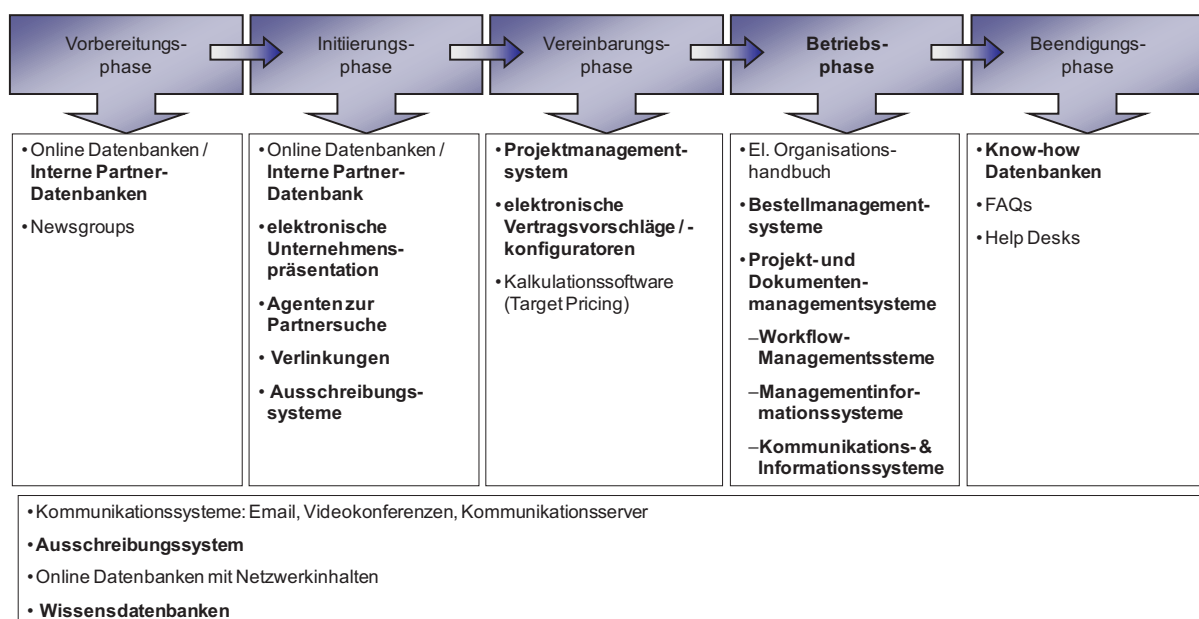 Vorbereitungs-
phase
Initiierungs-
phase
Vereinbarungs-
phase
Betriebs-
phase
Beendigungs-
phase
• Online Datenbanken /
Interne Partner-
Datenbanken
• Newsgroups
• Online Datenbanken /
Interne Partner-
Datenbank
• elektronische
Unternehmens-
präsentation
• Agenten zur
Partnersuche
• Verlinkungen
• Ausschreibungs-
systeme
• Projektmanagement-
system
• elektronische
Vertragsvorschläge / -
konfiguratoren
• Kalkulationssoftware
(Target Pricing)
• El. Organisations-
handbuch
• Bestellmanagement-
systeme
• Projekt- und
Dokumenten-
managementsysteme
–Workflow-
Managementssteme
–Managementinfor-
mationssysteme
–Kommunikations- &
Informationssysteme
• Know-how
Datenbanken
• FAQs
• Help Desks
• Kommunikationssysteme: Email, Videokonferenzen, Kommunikationsserver
• Ausschreibungssystem
• Online Datenbanken mit Netzwerkinhalten
• Wissensdatenbanken